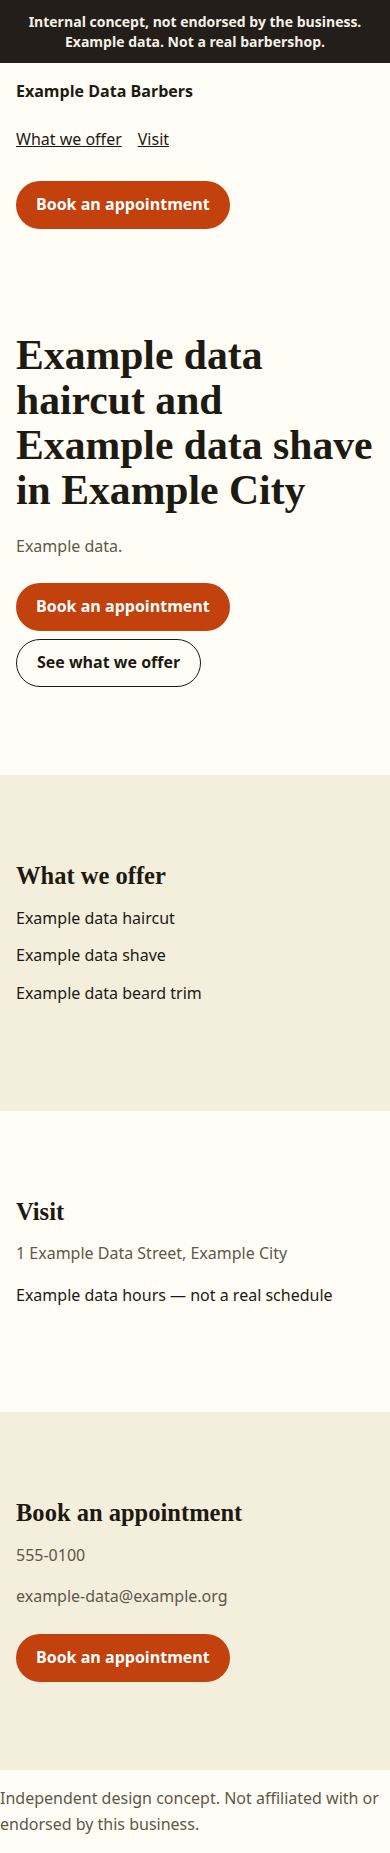 Internal concept, not endorsed by the business.
Example data. Not a real barbershop.
Example Data Barbers
What we offer Visit
Book an appointment
Example data
haircut and
Example data shave
in Example City
Example data.
Book an appointment
See what we offer
What we offer
Example data haircut
Example data shave
Example data beard trim
Visit
1 Example Data Street, Example City
Example data hours — not a real schedule
Book an appointment
555-0100
example-data@example.org
Book an appointment
Independent design concept. Not affiliated with or
endorsed by this business.